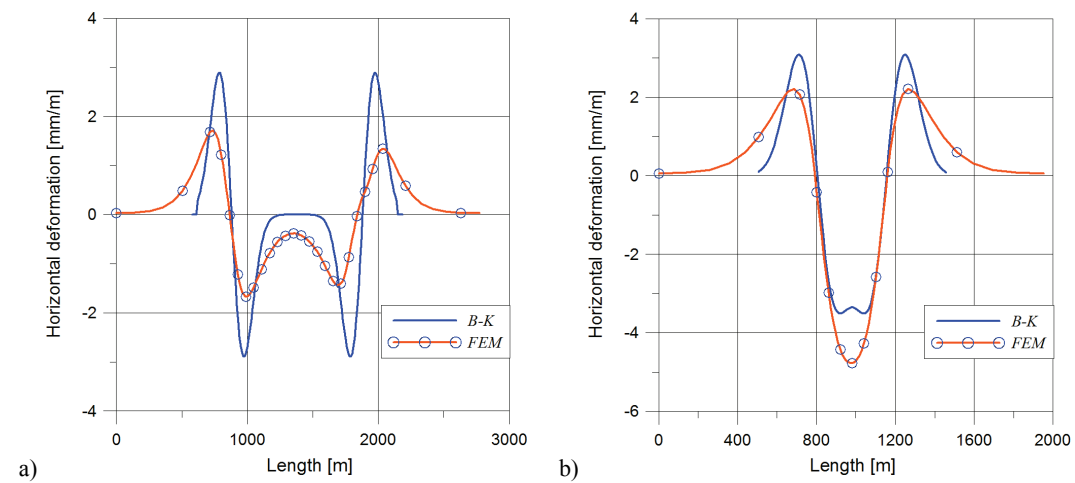 4
2
0
-2
-4
Horizontal deformation [mm/m]
B-K
FEM
0 1000 2000 3000
Length [m]
a)
4
2
0
-2
-4
-6
Horizontal deformation [mm/m]
B-K
FEM
0 400 800 1200 1600 2000
Length [m]
b)